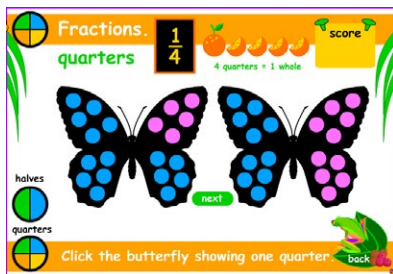 Fractions.
quarters
1
4
4 quarters = 1 whole
score
halves
quarters
next
Click the butterfly showing one quarter.
back